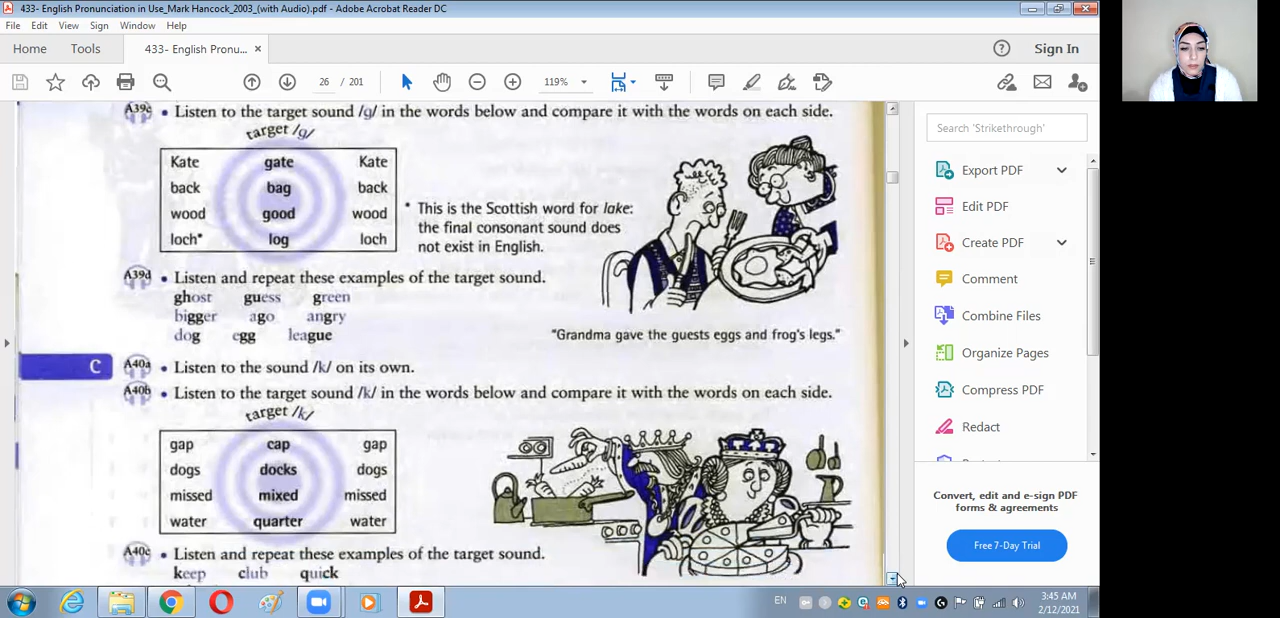 433- English Pronunciation in Use_Mark Hancock_2003_(with Audio).pdf - Adobe Acrobat Reader DC
File Edit View Sign Window Help
Home Tools 433- English Pronu... × Sign In
26 / 201 119%
A39c • Listen to the target sound /g/ in the words below and compare it with the words on each side.
target /g/
Kate gate Kate
back bag back
wood good wood
loch* log loch
* This is the Scottish word for lake:
the final consonant sound does
not exist in English.
A39d • Listen and repeat these examples of the target sound.
ghost guess green
bigger ago angry
dog egg league
"Grandma gave the guests eggs and frog's legs."
C A40a • Listen to the sound /k/ on its own.
A40b • Listen to the target sound /k/ in the words below and compare it with the words on each side.
target /k/
gap cap gap
dogs docks dogs
missed mixed missed
water quarter water
A40c • Listen and repeat these examples of the target sound.
keep club quick
Search 'Strikethrough'
Export PDF
Edit PDF
Create PDF
Comment
Combine Files
Organize Pages
Compress PDF
Redact
Convert, edit and e-sign PDF
forms & agreements
Free 7-Day Trial
EN
3:45 AM
2/12/2021